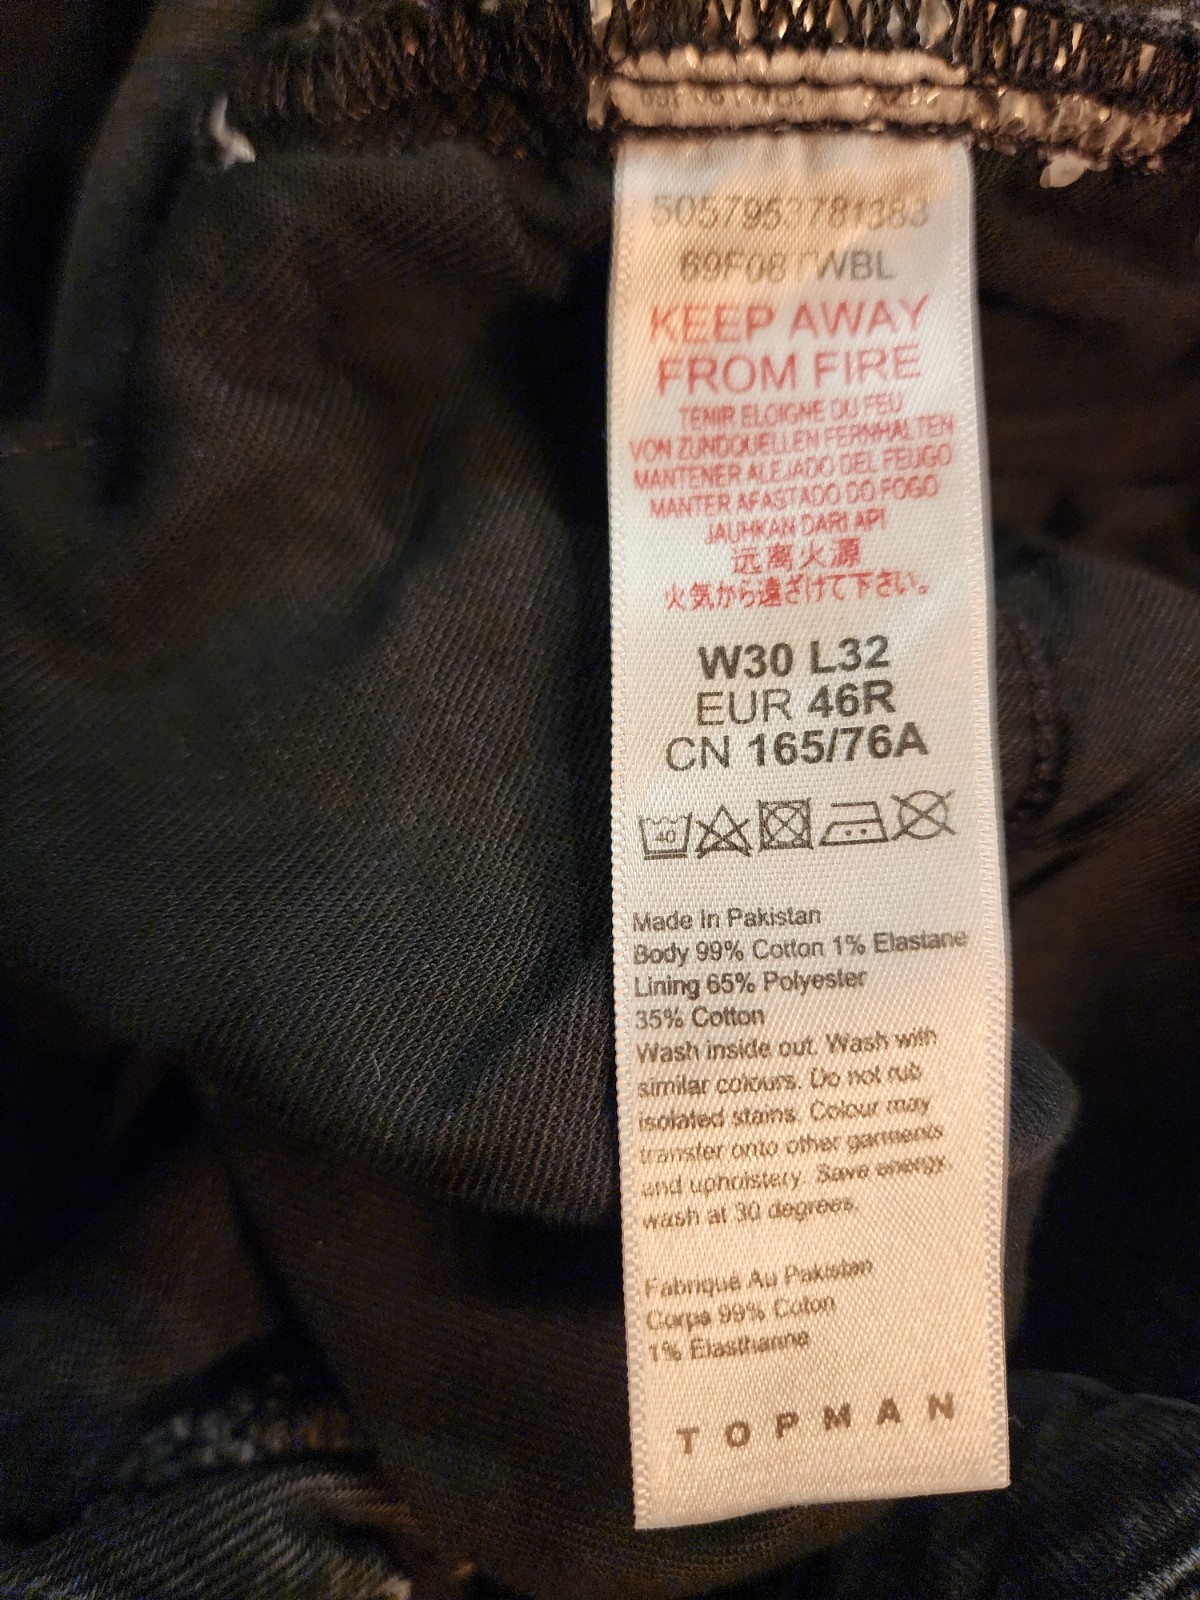 5057953781383
69F08TWBL
KEEP AWAY
FROM FIRE
TENIR ELOIGNE DU FEU
VON ZUNDQUELLEN FERNHALTEN
MANTENER ALEJADO DEL FEUGO
MANTER AFASTADO DO FOGO
JAUHKAN DARI API
远离火源
火気から遠ざけて下さい。
W30 L32
EUR 46R
CN 165/76A
40
Made In Pakistan
Body 99% Cotton 1% Elastane
Lining 65% Polyester
35% Cotton
Wash inside out. Wash with
similar colours. Do not rub
isolated stains. Colour may
transfer onto other garments
and upholstery. Save energy,
wash at 30 degrees.
Fabriqué Au Pakistan
Corps 99% Coton
1% Elasthanne
TOPMAN